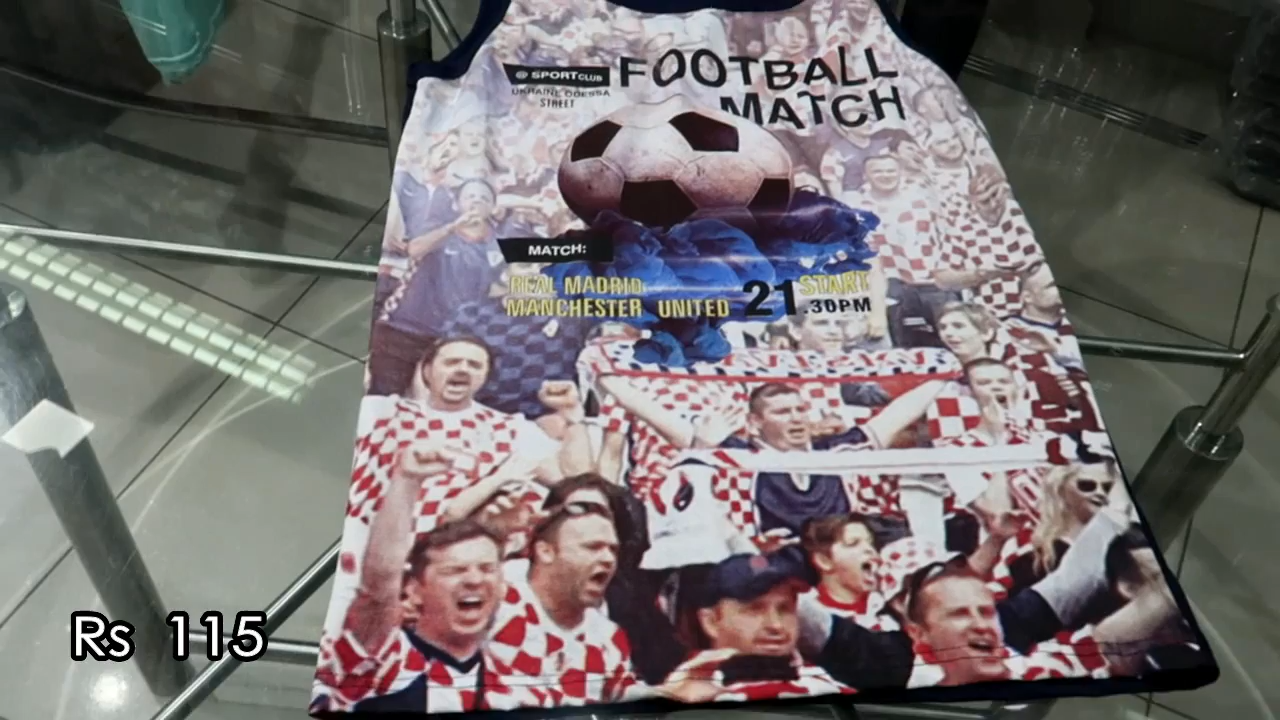 @ SPORTCLUB
UKRAINE ODESSA
STREET
FOOTBALL
MATCH
MATCH:
REAL MADRID
MANCHESTER UNITED
21.30PM
START
Rs 115